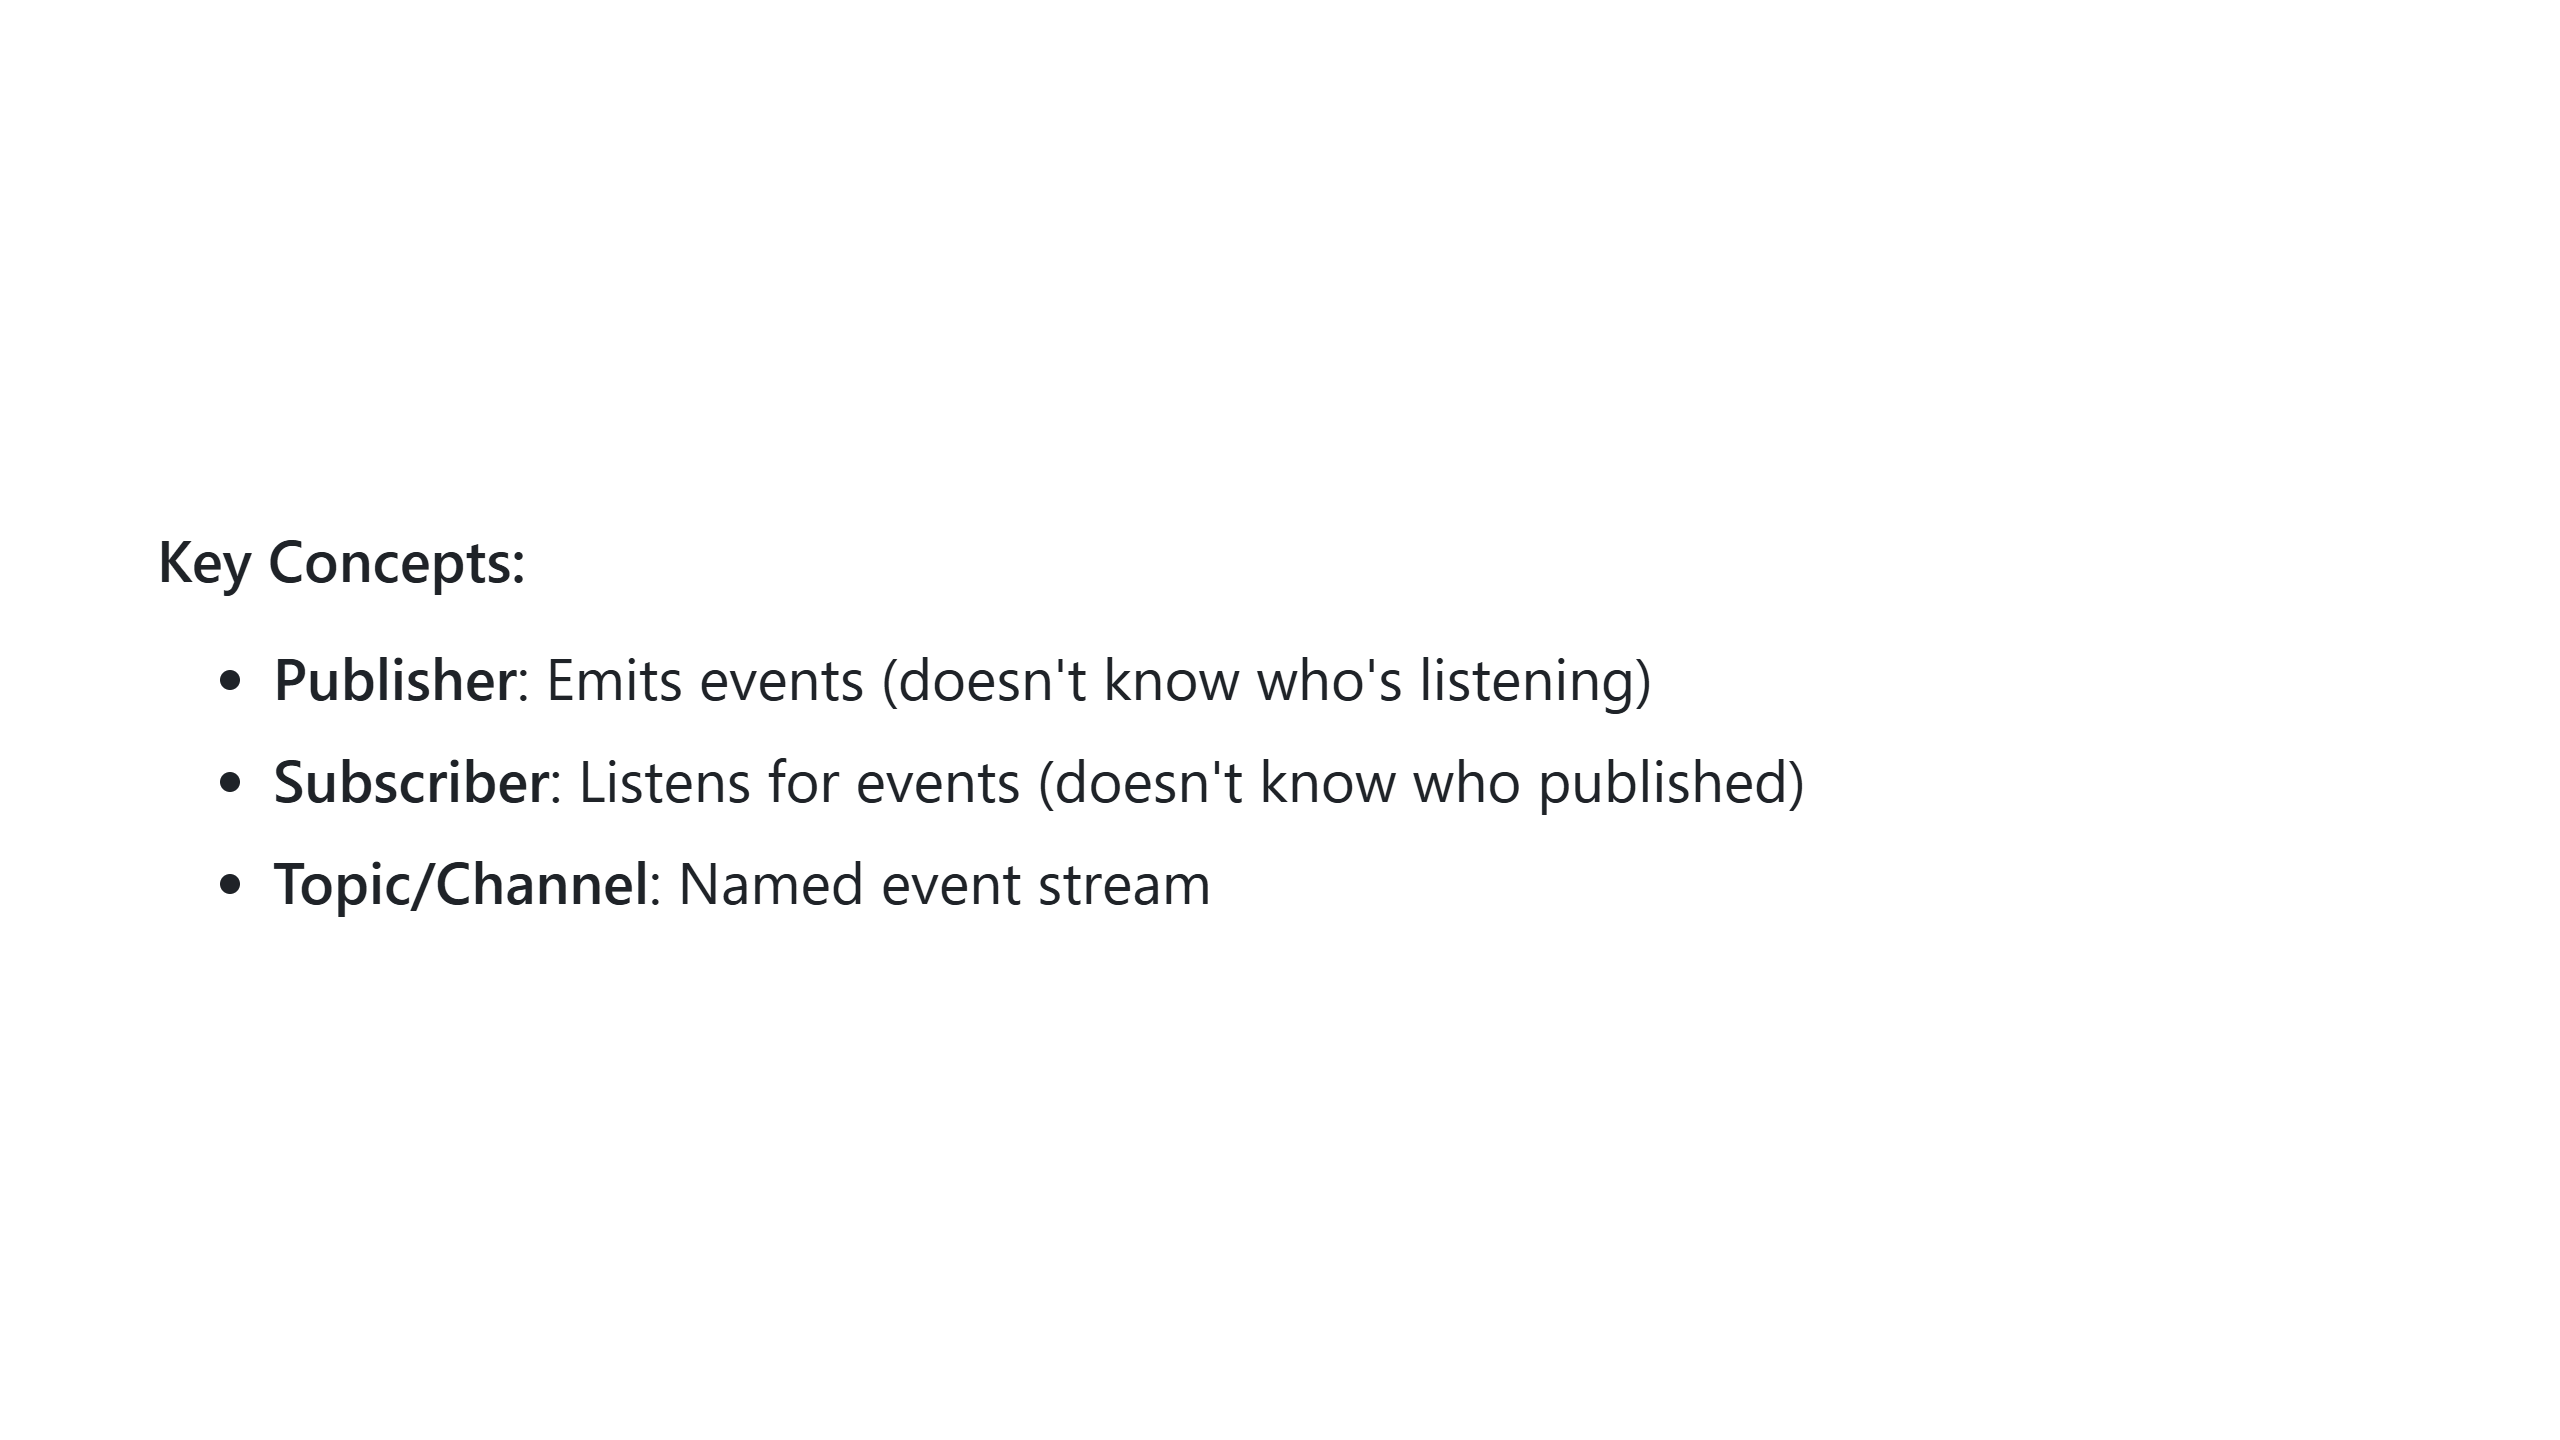 Key Concepts:
• Publisher: Emits events (doesn't know who's listening)
• Subscriber: Listens for events (doesn't know who published)
• Topic/Channel: Named event stream